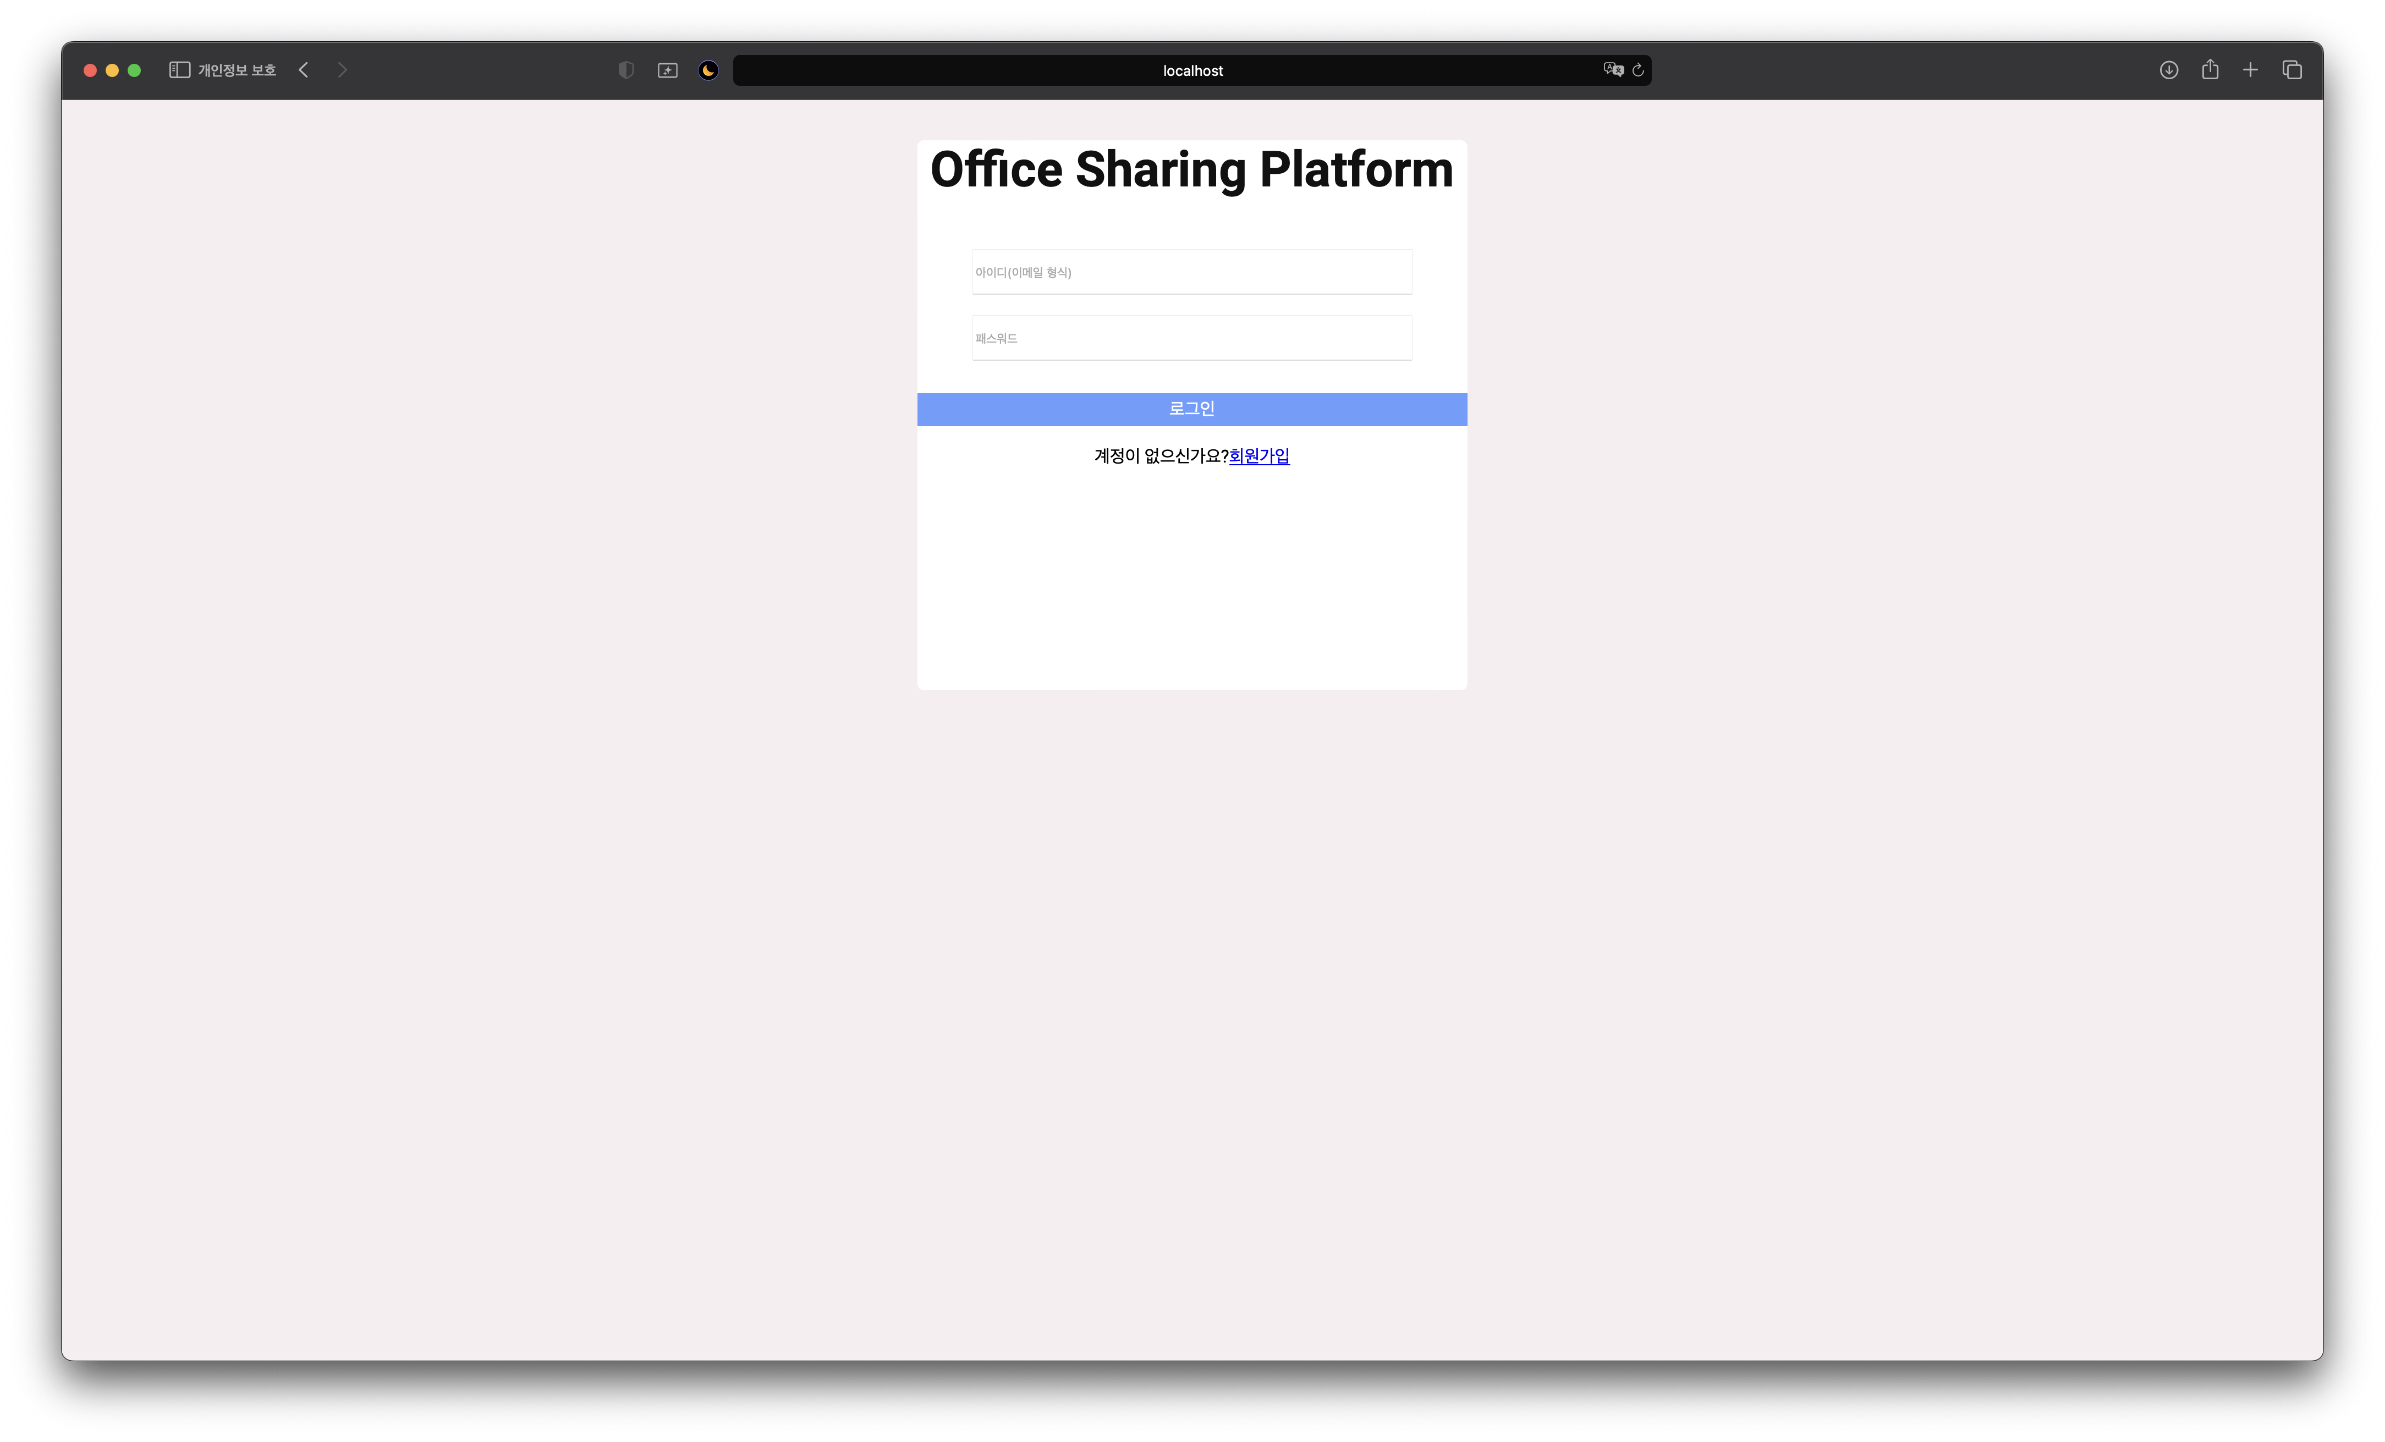 개인정보 보호
localhost
Office Sharing Platform
아이디(이메일 형식)
패스워드
로그인
계정이 없으신가요?회원가입